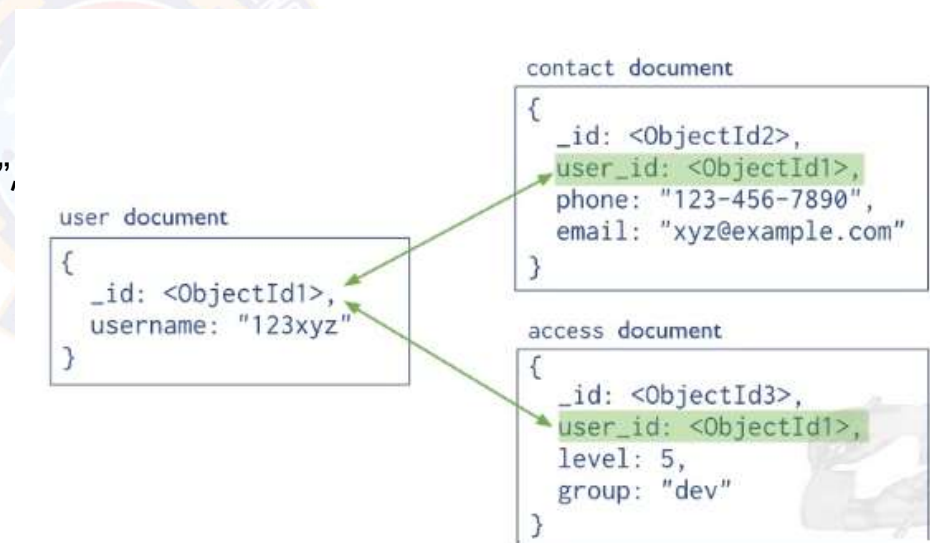 ",
user document
{
_id: <ObjectId1>,
username: "123xyz"
}
contact document
{
_id: <ObjectId2>,
user_id: <ObjectId1>,
phone: "123-456-7890",
email: "xyz@example.com"
}
access document
{
_id: <ObjectId3>,
user_id: <ObjectId1>,
level: 5,
group: "dev"
}